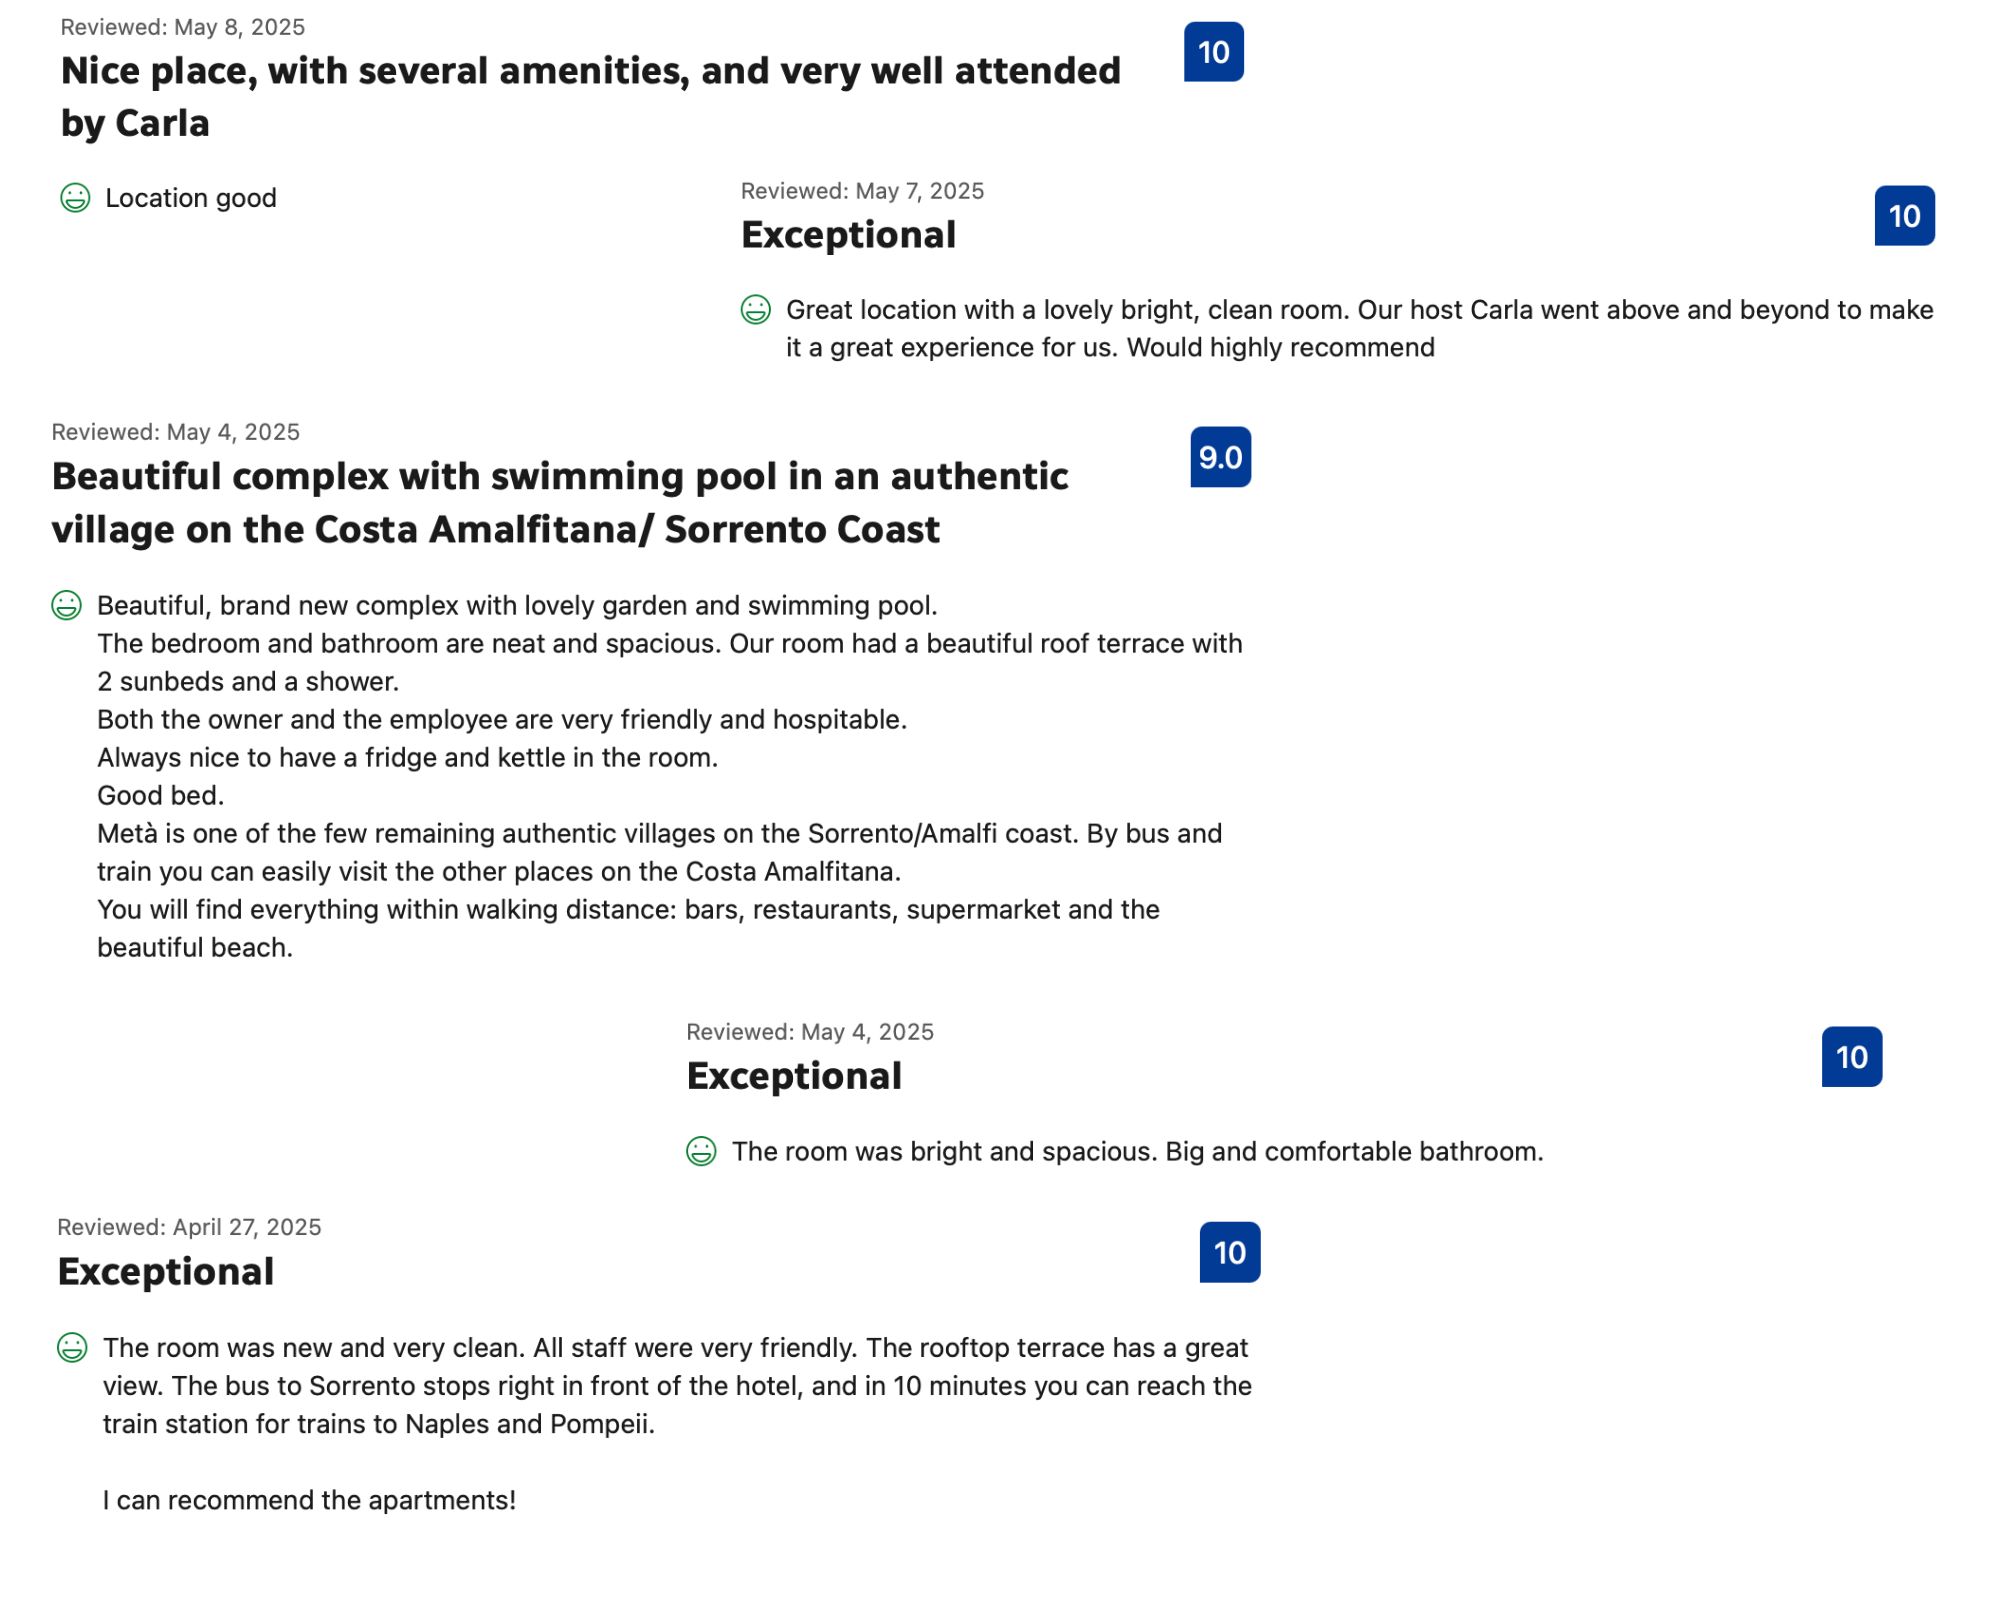 Reviewed: May 8, 2025
10
Nice place, with several amenities, and very well attended
by Carla
Location good
Reviewed: May 7, 2025
10
Exceptional
Great location with a lovely bright, clean room. Our host Carla went above and beyond to make
it a great experience for us. Would highly recommend
Reviewed: May 4, 2025
9.0
Beautiful complex with swimming pool in an authentic
village on the Costa Amalfitana/ Sorrento Coast
Beautiful, brand new complex with lovely garden and swimming pool.
The bedroom and bathroom are neat and spacious. Our room had a beautiful roof terrace with
2 sunbeds and a shower.
Both the owner and the employee are very friendly and hospitable.
Always nice to have a fridge and kettle in the room.
Good bed.
Metà is one of the few remaining authentic villages on the Sorrento/Amalfi coast. By bus and
train you can easily visit the other places on the Costa Amalfitana.
You will find everything within walking distance: bars, restaurants, supermarket and the
beautiful beach.
Reviewed: May 4, 2025
10
Exceptional
The room was bright and spacious. Big and comfortable bathroom.
Reviewed: April 27, 2025
10
Exceptional
The room was new and very clean. All staff were very friendly. The rooftop terrace has a great
view. The bus to Sorrento stops right in front of the hotel, and in 10 minutes you can reach the
train station for trains to Naples and Pompeii.
I can recommend the apartments!